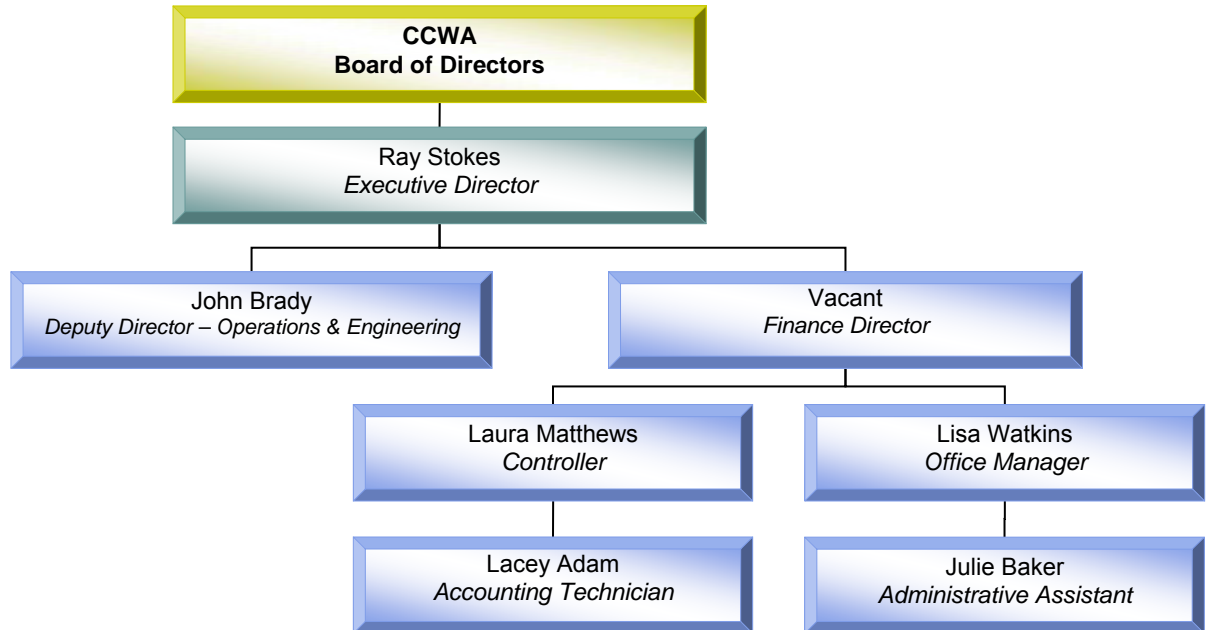 CCWA
Board of Directors
Ray Stokes
Executive Director
John Brady
Deputy Director – Operations & Engineering
Vacant
Finance Director
Laura Matthews
Controller
Lisa Watkins
Office Manager
Lacey Adam
Accounting Technician
Julie Baker
Administrative Assistant